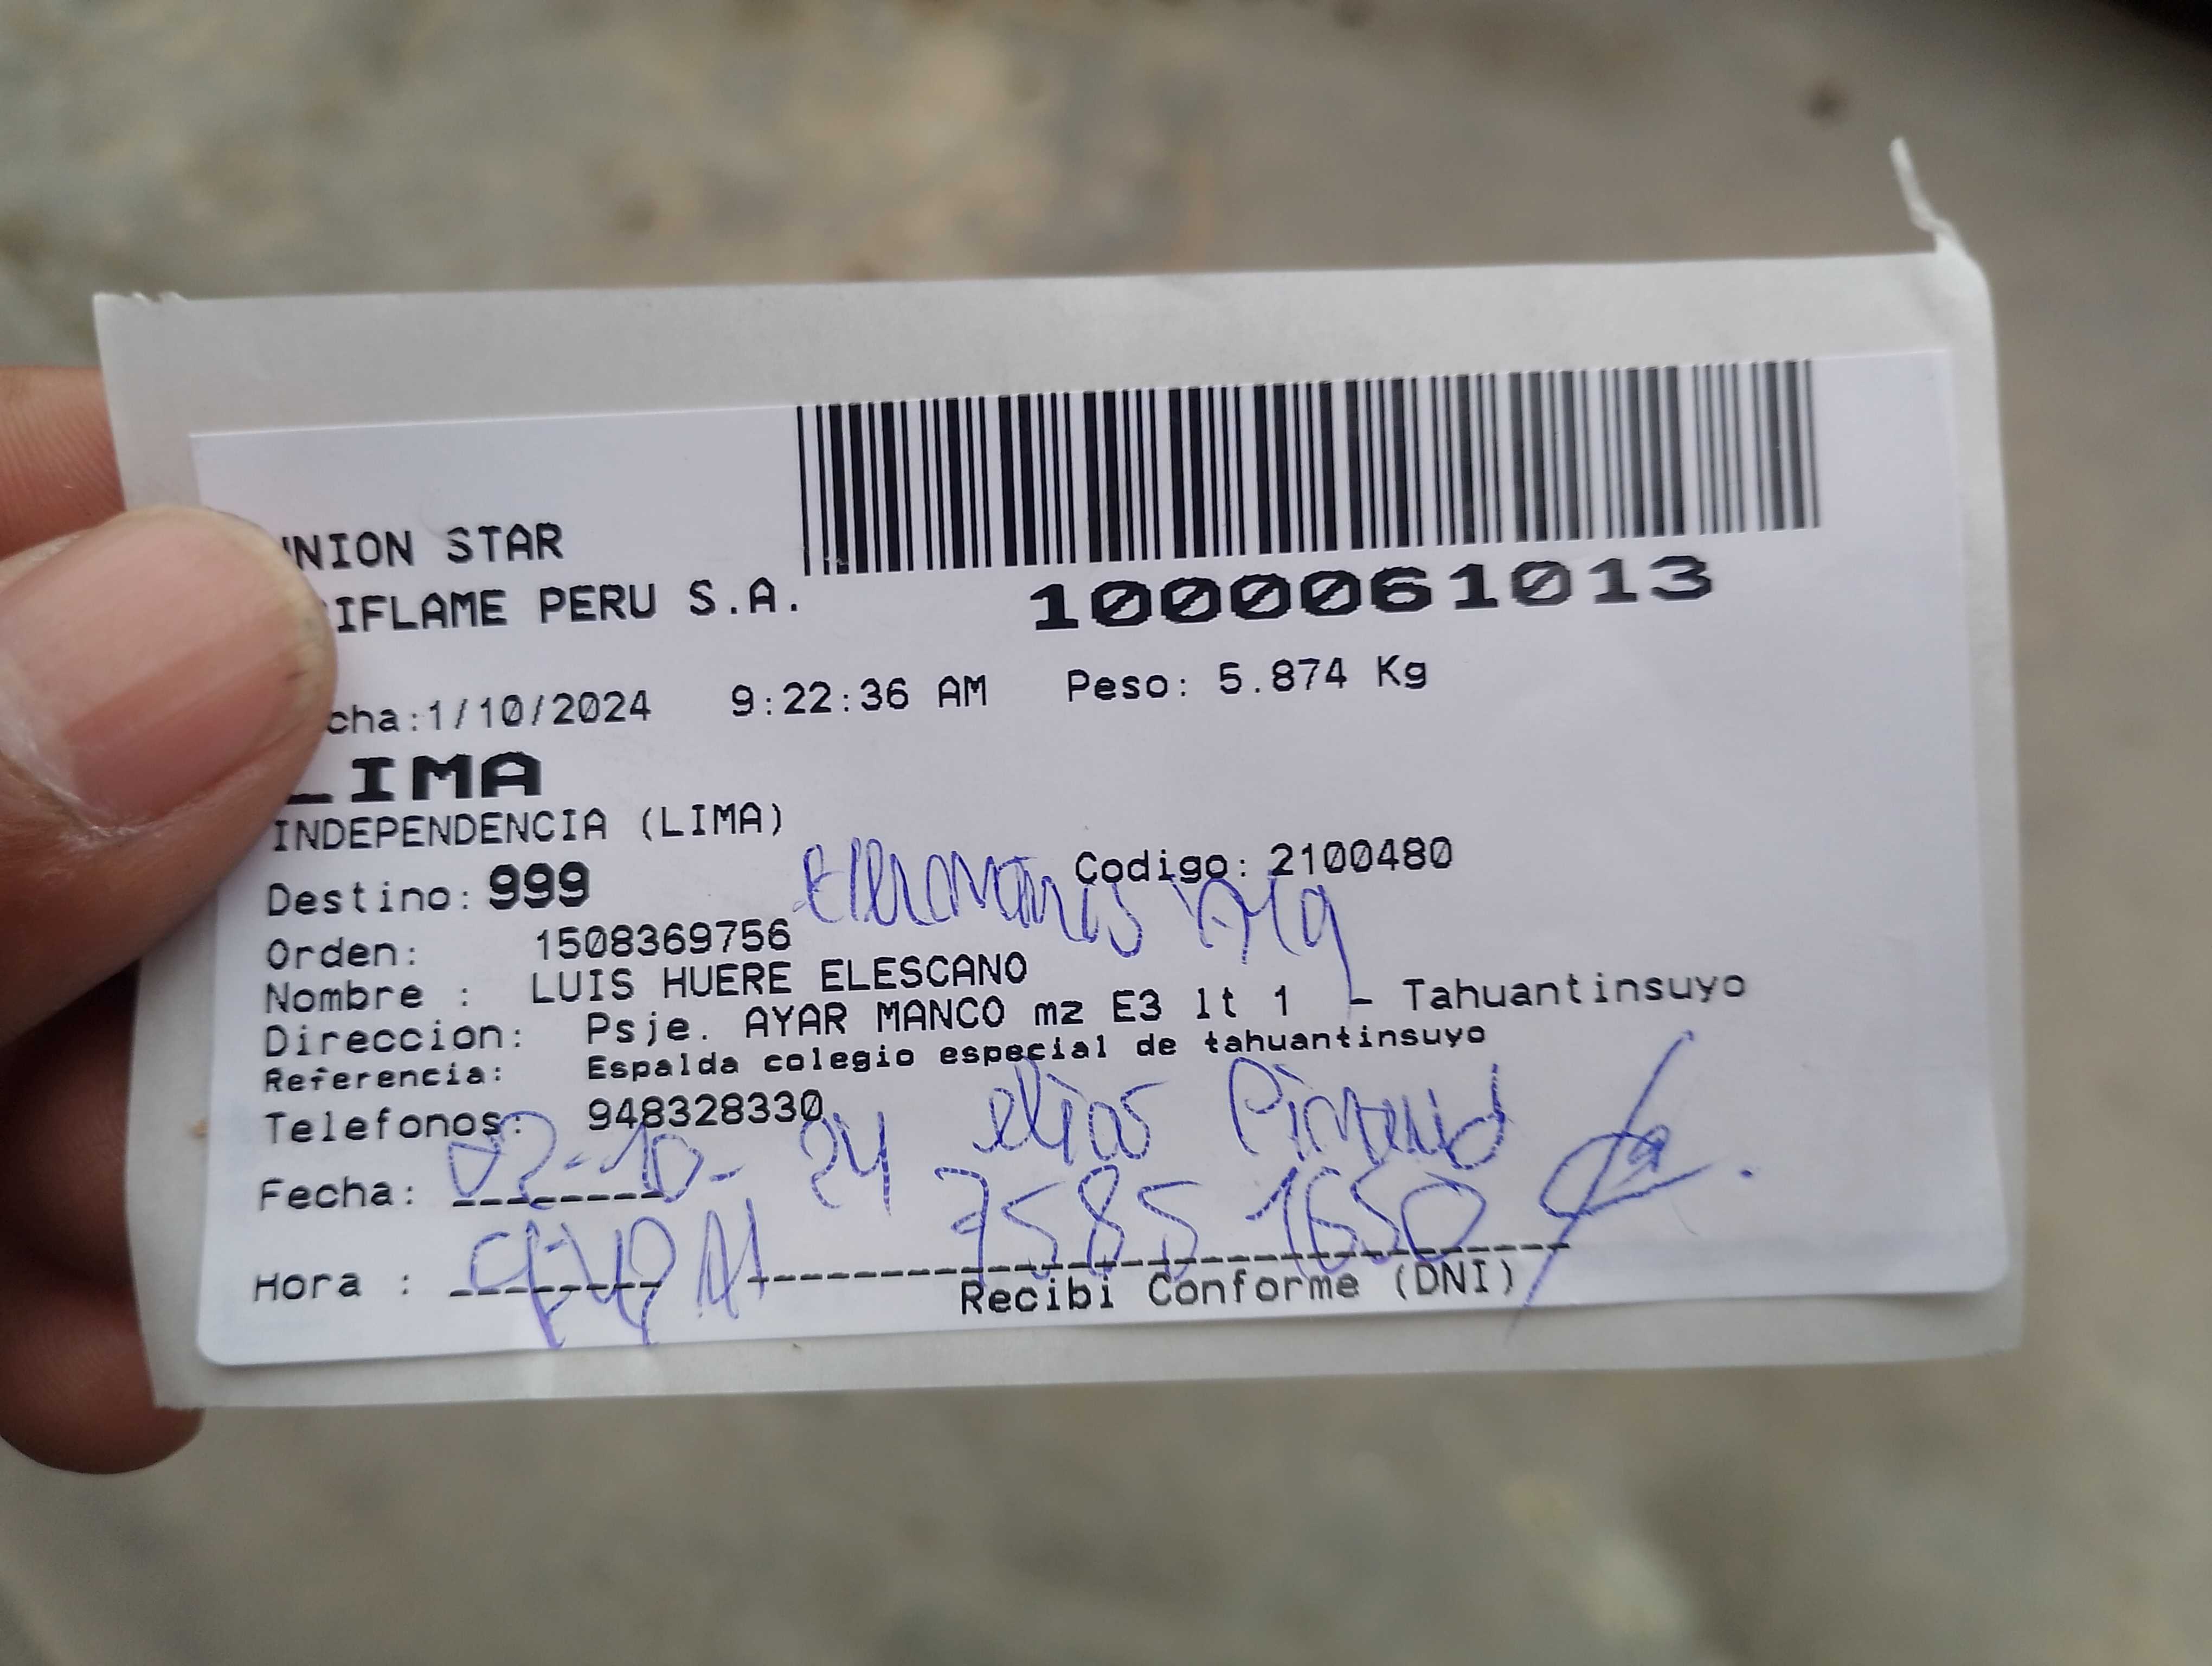 NION STAR
IFLAME PERU S.A.
1000061013
cha:1/10/2024 9:22:36 AM Peso: 5.874 Kg
LIMA
INDEPENDENCIA (LIMA)
Destino: 999 Codigo: 2100480
Orden: 1508369756
Nombre : LUIS HUERE ELESCANO
Direccion: Psje. AYAR MANCO mz E3 lt 1 - Tahuantinsuyo
Referencia: Espalda colegio especial de tahuantinsuyo
Telefonos: 948328330
elias
Fecha: 02-10-24
75851650
Hora :
Recibi Conforme (DNI)